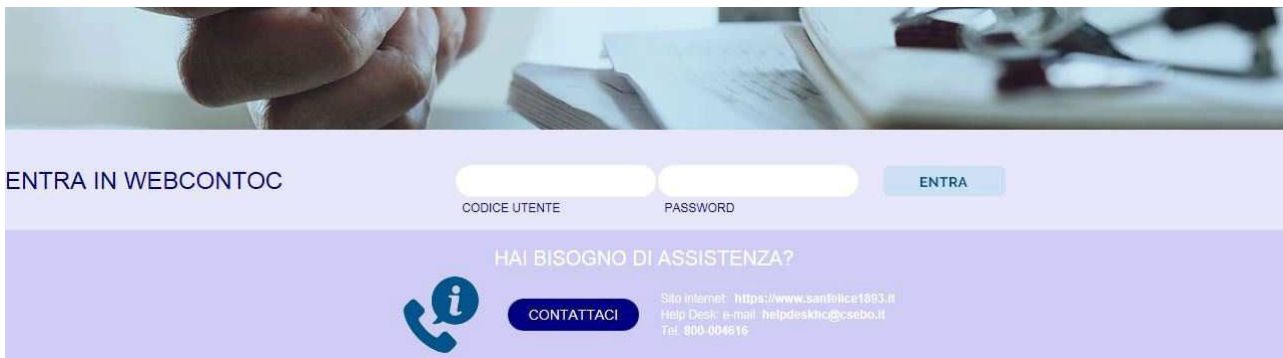 ENTRA IN WEBCONTOC
ENTRA
CODICE UTENTE
PASSWORD
HAI BISOGNO DI ASSISTENZA?
CONTATTACI
Sito internet: https://www.sanfelice1893.it
Help Desk: e-mail: helpdeskhc@csebo.it
Tel. 800-004616